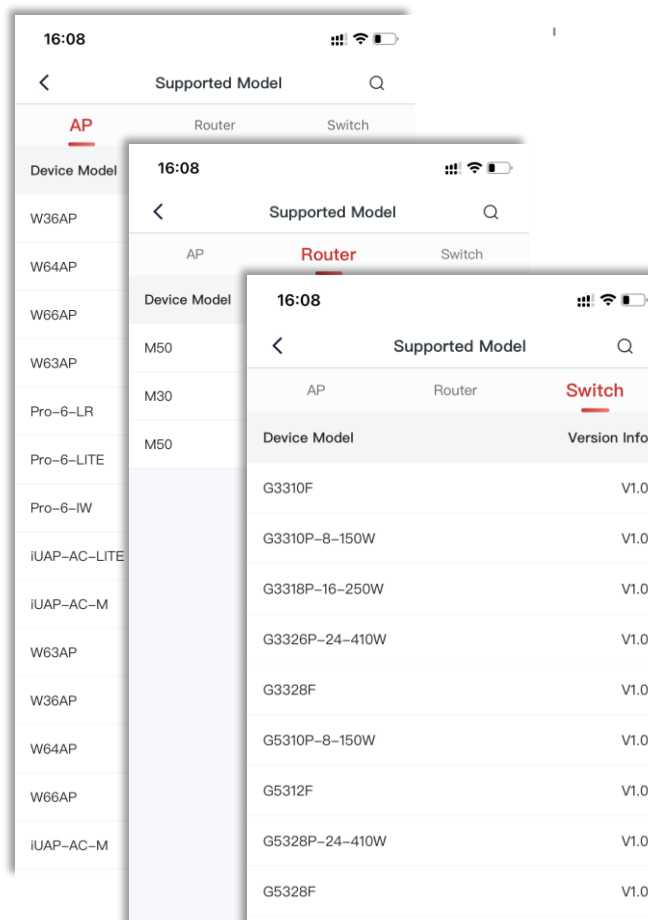 16:08
Supported Model
AP Router Switch
Device Model
W36AP
W64AP
W66AP
W63AP
Pro-6-LR
Pro-6-LITE
Pro-6-IW
iUAP-AC-LITE
iUAP-AC-M
W63AP
W36AP
W64AP
W66AP
iUAP-AC-M
16:08
Supported Model
AP Router Switch
Device Model
M50
M30
M50
16:08
Supported Model
AP Router Switch
Device Model Version Info
G3310F V1.0
G3310P-8-150W V1.0
G3318P-16-250W V1.0
G3326P-24-410W V1.0
G3328F V1.0
G5310P-8-150W V1.0
G5312F V1.0
G5328P-24-410W V1.0
G5328F V1.0